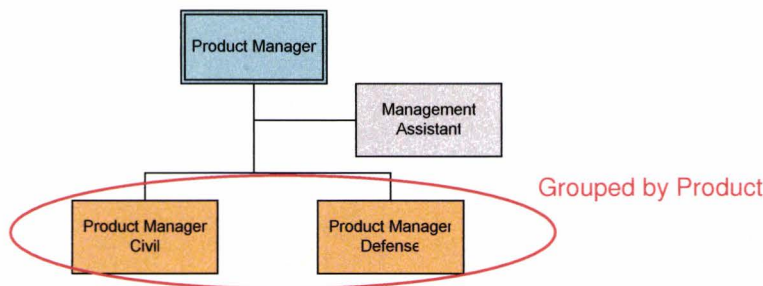 Product Manager
Management
Assistant
Grouped by Product
Product Manager
Civil
Product Manager
Defense